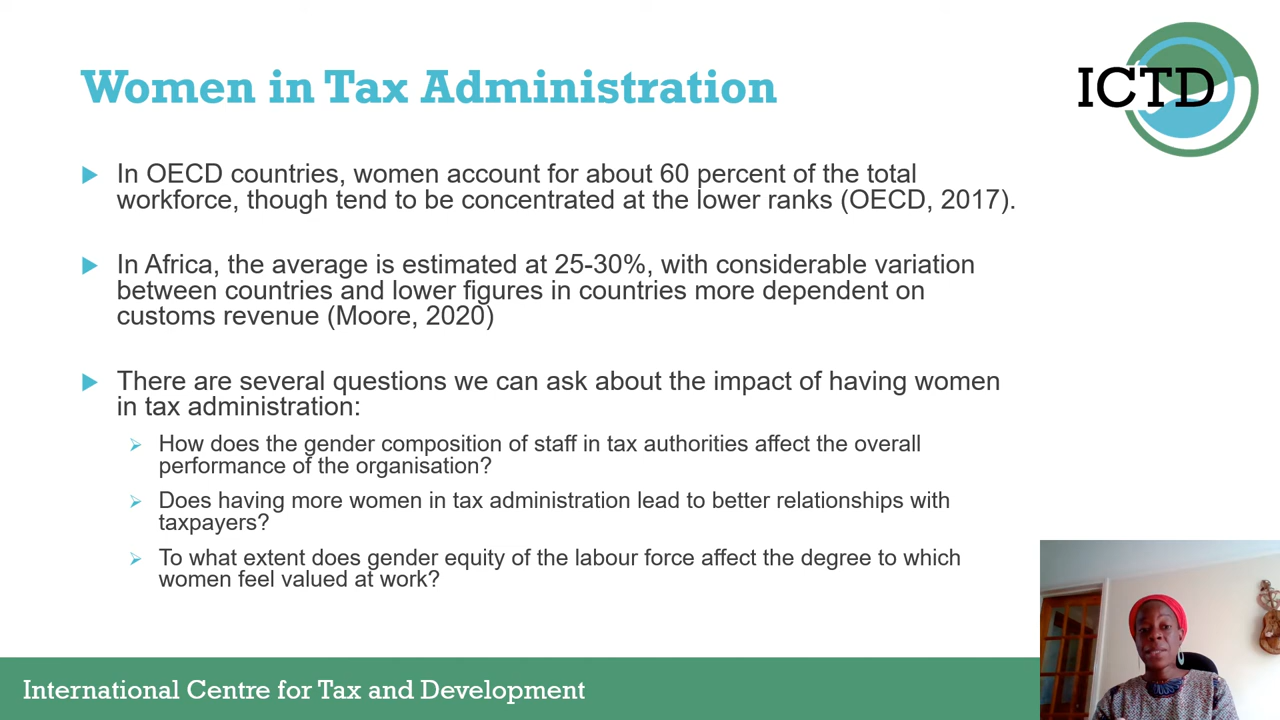 Women in Tax Administration
ICTD
In OECD countries, women account for about 60 percent of the total
workforce, though tend to be concentrated at the lower ranks (OECD, 2017).
In Africa, the average is estimated at 25-30%, with considerable variation
between countries and lower figures in countries more dependent on
customs revenue (Moore, 2020)
There are several questions we can ask about the impact of having women
in tax administration:
How does the gender composition of staff in tax authorities affect the overall
performance of the organisation?
Does having more women in tax administration lead to better relationships with
taxpayers?
To what extent does gender equity of the labour force affect the degree to which
women feel valued at work?
International Centre for Tax and Development